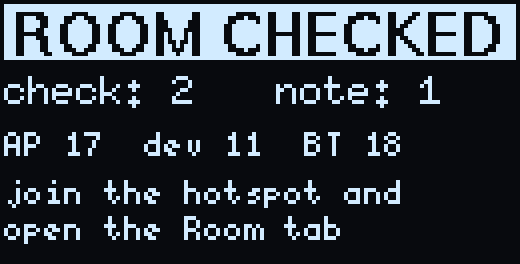 ROOM CHECKED
check: 2 note: 1
AP 17 dev 11 BT 18
join the hotspot and
open the Room tab